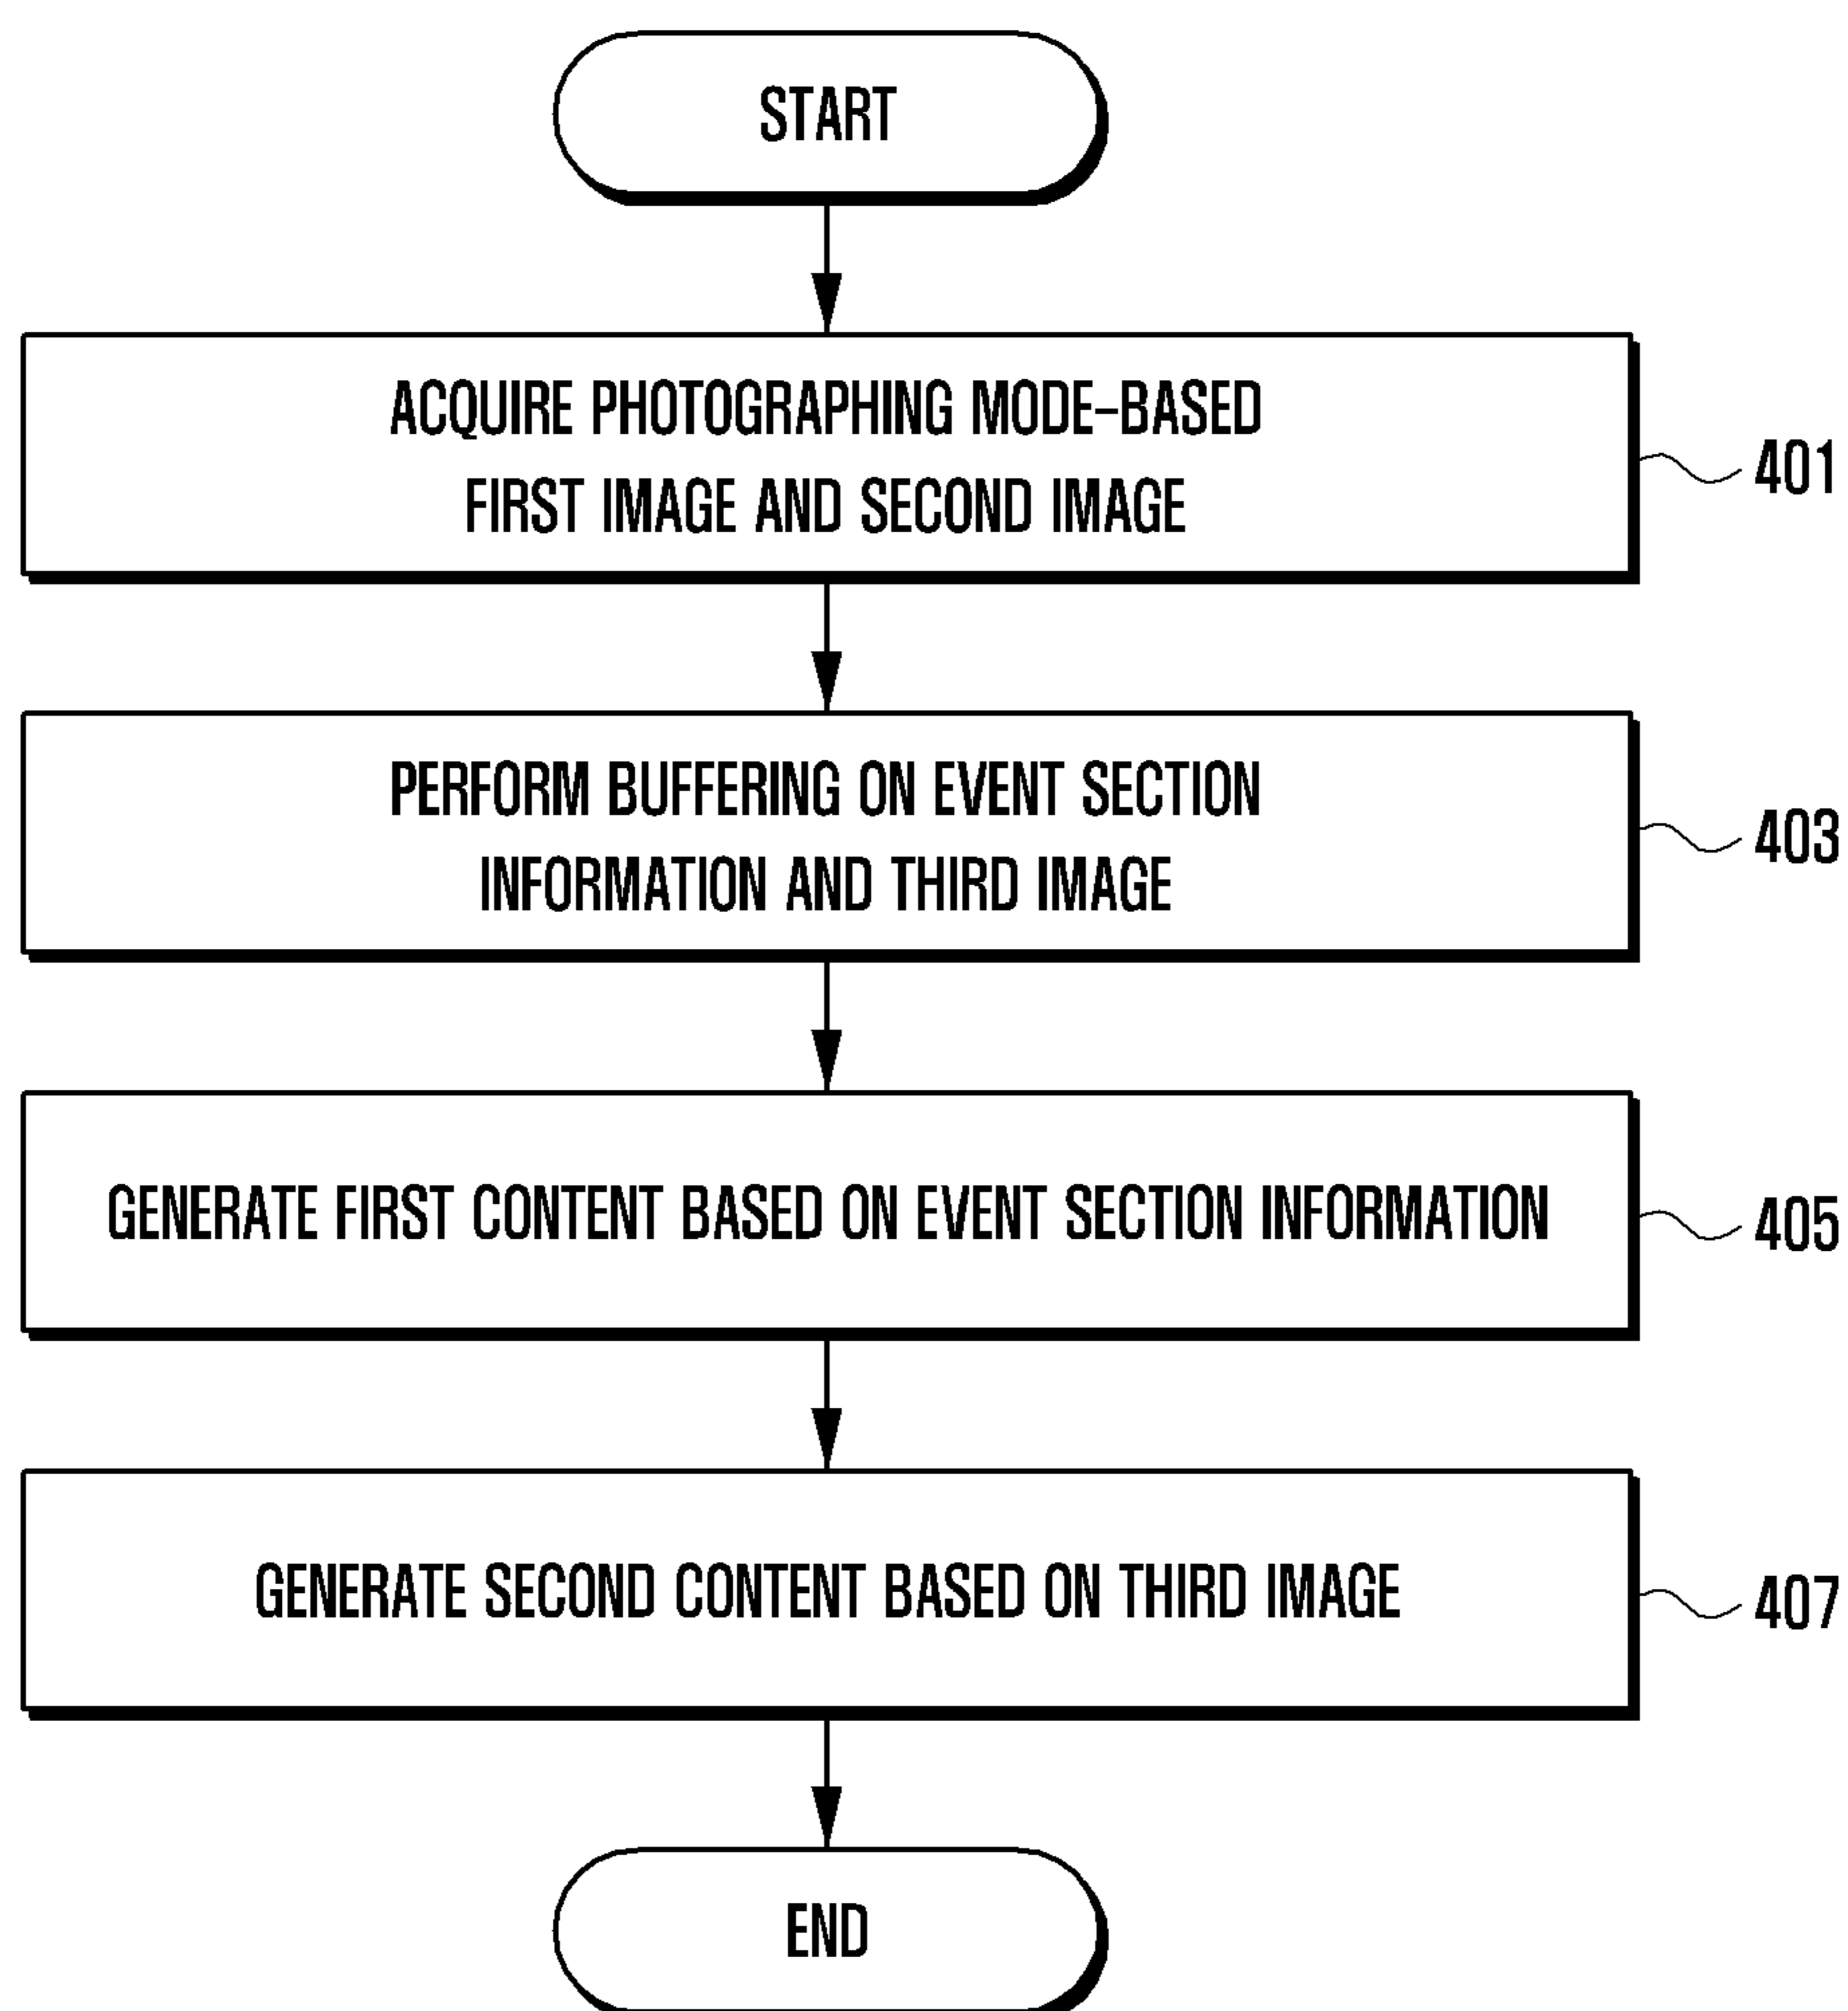 START
ACQUIRE PHOTOGRAPHING MODE–BASED
FIRST IMAGE AND SECOND IMAGE
401
PERFORM BUFFERING ON EVENT SECTION
INFORMATION AND THIRD IMAGE
403
GENERATE FIRST CONTENT BASED ON EVENT SECTION INFORMATION
405
GENERATE SECOND CONTENT BASED ON THIRD IMAGE
407
END